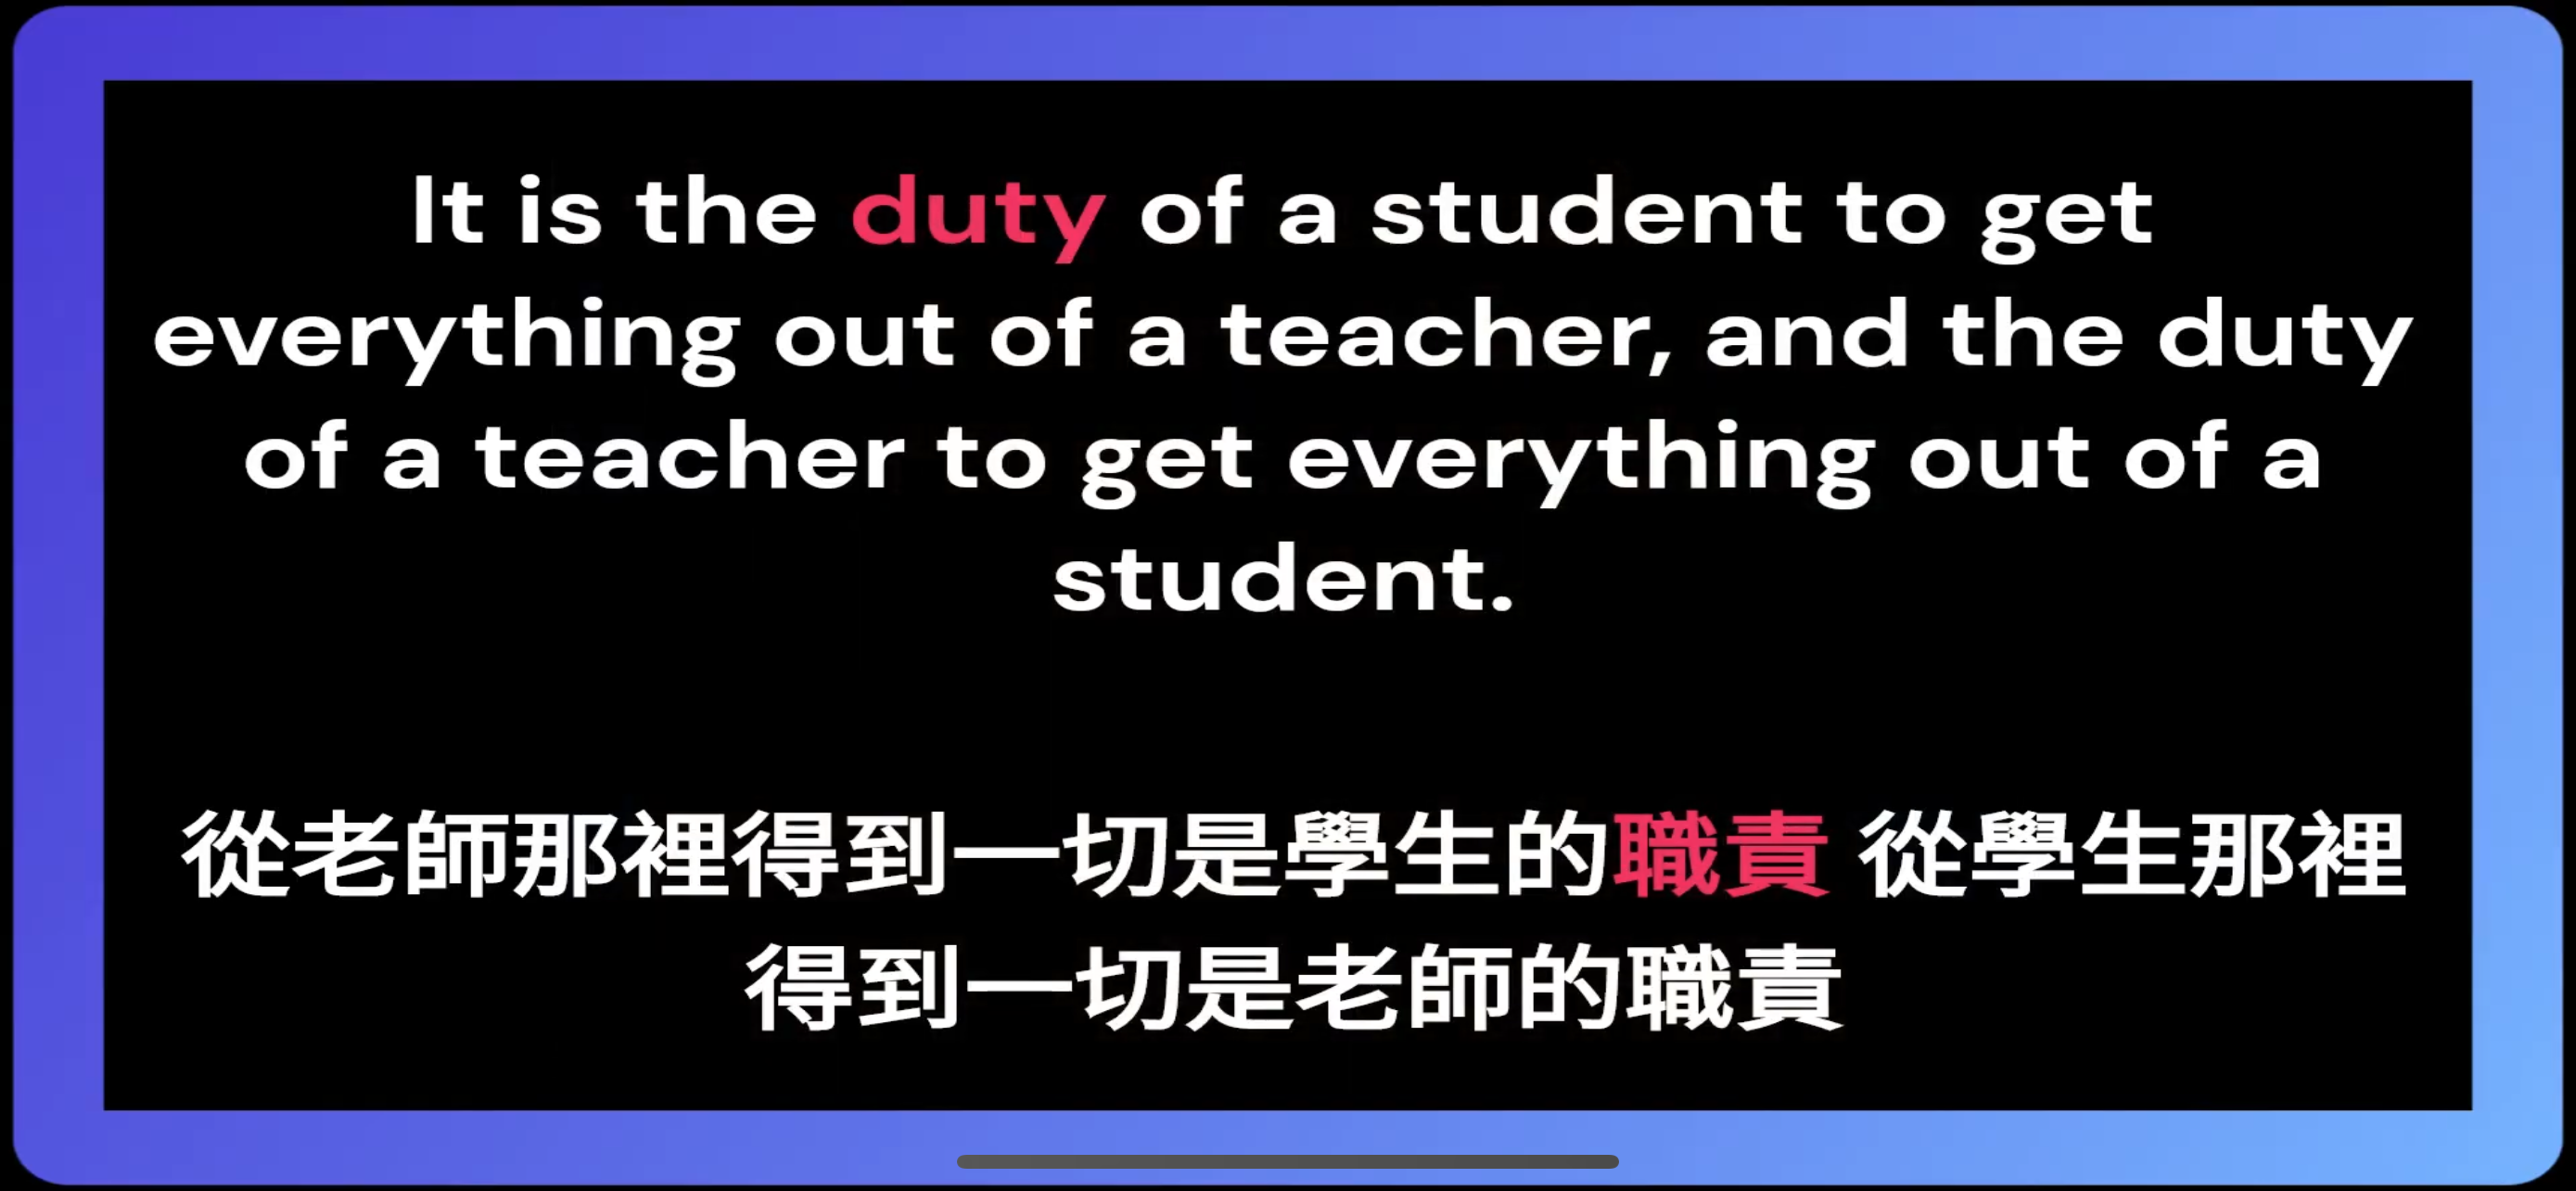 It is the duty of a student to get
everything out of a teacher, and the duty
of a teacher to get everything out of a
student.
從老師那裡得到一切是學生的職責 從學生那裡
得到一切是老師的職責